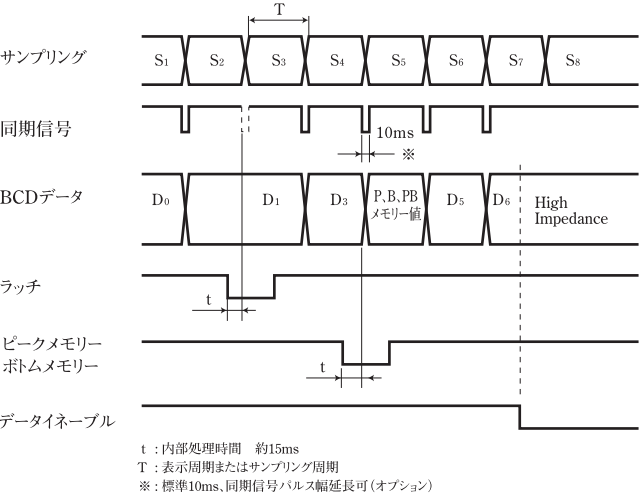 T
サンプリング S1 S2 S3 S4 S5 S6 S7 S8
同期信号
10ms
※
BCDデータ D0 D1 D3 P、B、PB メモリー値 D5 D6 High Impedance
ラッチ
t
ピークメモリー
ボトムメモリー
t
データイネーブル
t : 内部処理時間 約15ms
T : 表示周期またはサンプリング周期
※ : 標準10ms、同期信号パルス幅延長可（オプション）